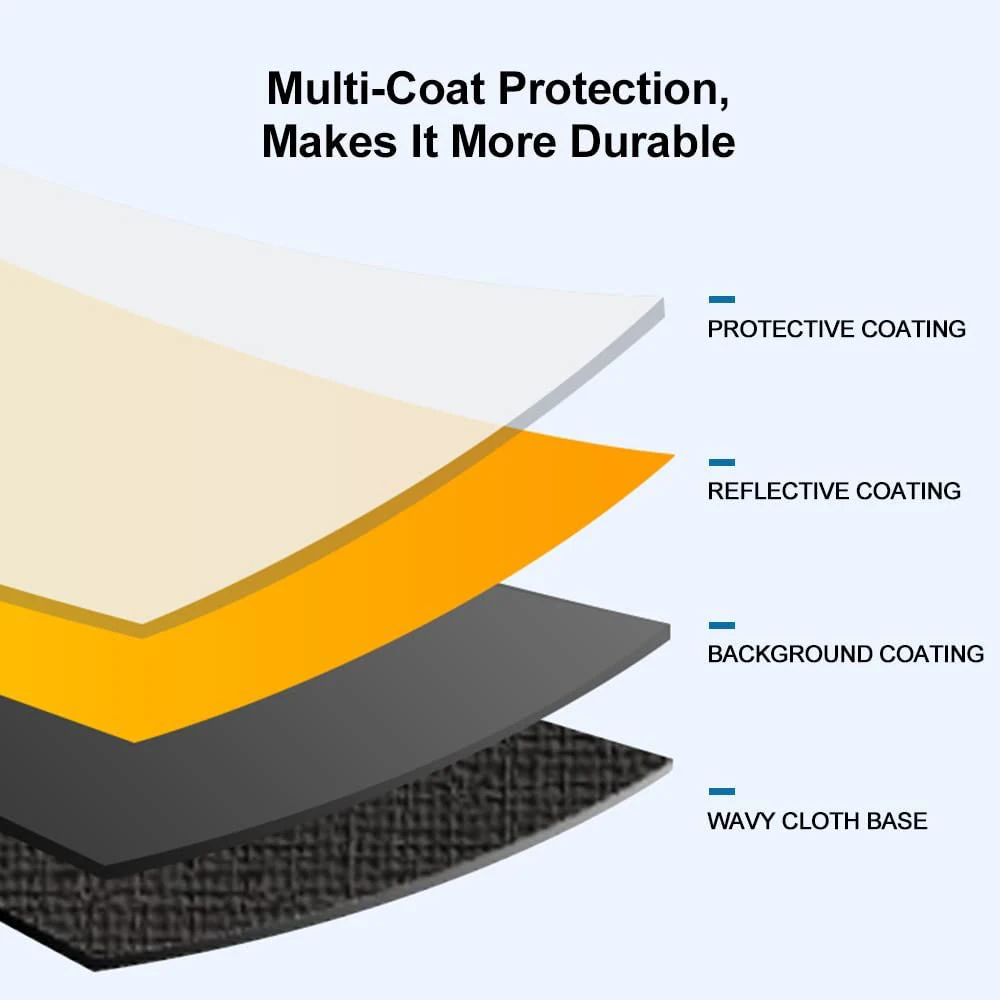 Multi-Coat Protection,
Makes It More Durable
PROTECTIVE COATING
REFLECTIVE COATING
BACKGROUND COATING
WAVY CLOTH BASE